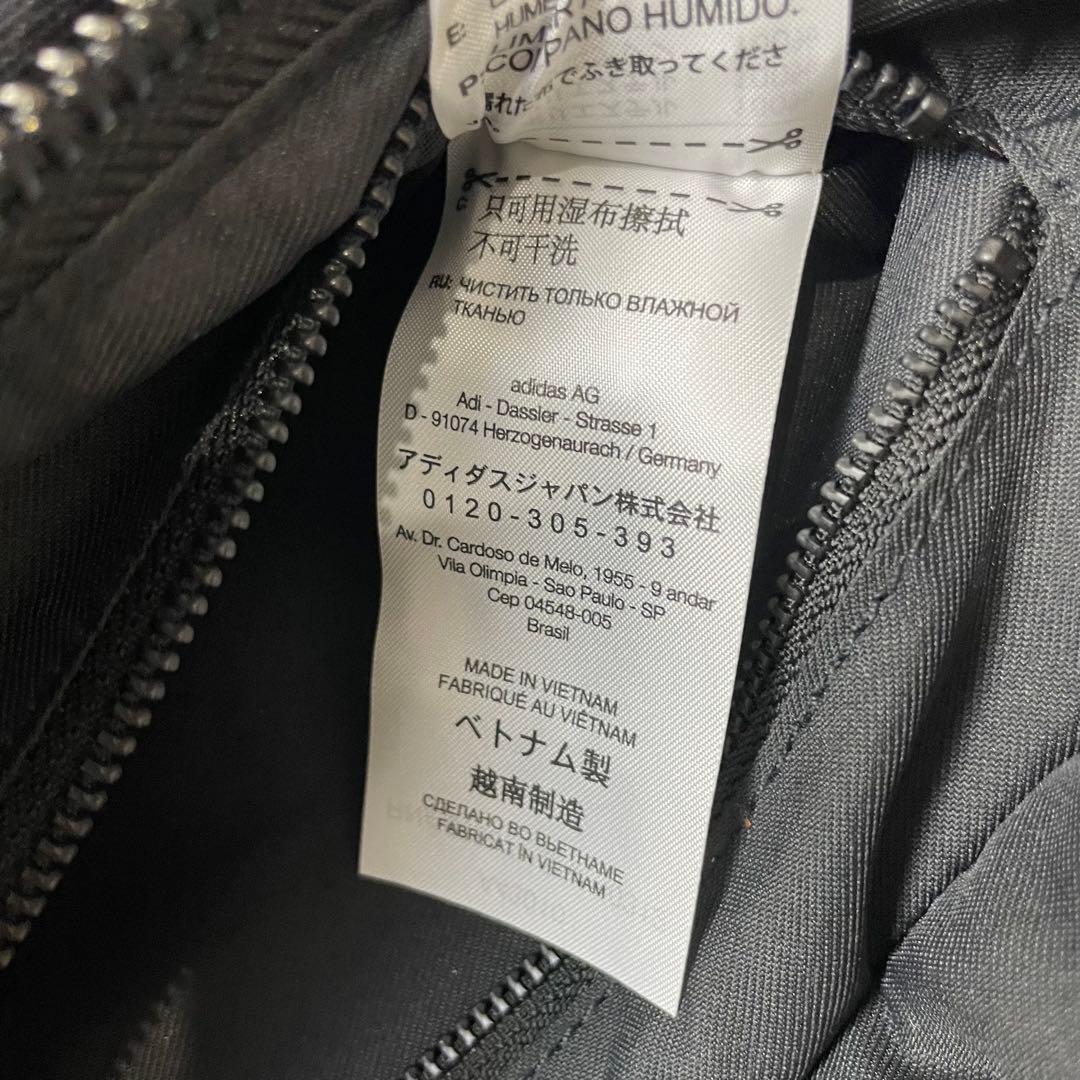 E:
HUME
LIM
P: CO/PANO HUMIDO.
でふき取ってくださ
只可用湿布擦拭
不可干洗
RU: ЧИСТИТЬ ТОЛЬКО ВЛАЖНОЙ
ТКАНЬЮ
adidas AG
Adi - Dassler - Strasse 1
D - 91074 Herzogenaurach / Germany
アディダスジャパン株式会社
0120-305-393
Av. Dr. Cardoso de Melo, 1955 - 9 andar
Vila Olimpia - Sao Paulo - SP
Cep 04548-005
Brasil
MADE IN VIETNAM
FABRIQUÉ AU VIÊTNAM
ベトナム製
越南制造
СДЕЛАНО ВО ВЬЕТНАМЕ
FABRICAT ÎN VIETNAM